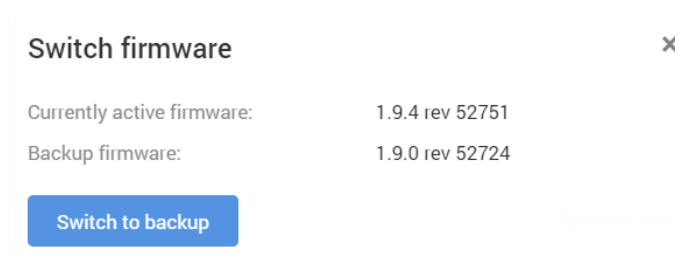 Switch firmware
Currently active firmware: 1.9.4 rev 52751
Backup firmware: 1.9.0 rev 52724
Switch to backup